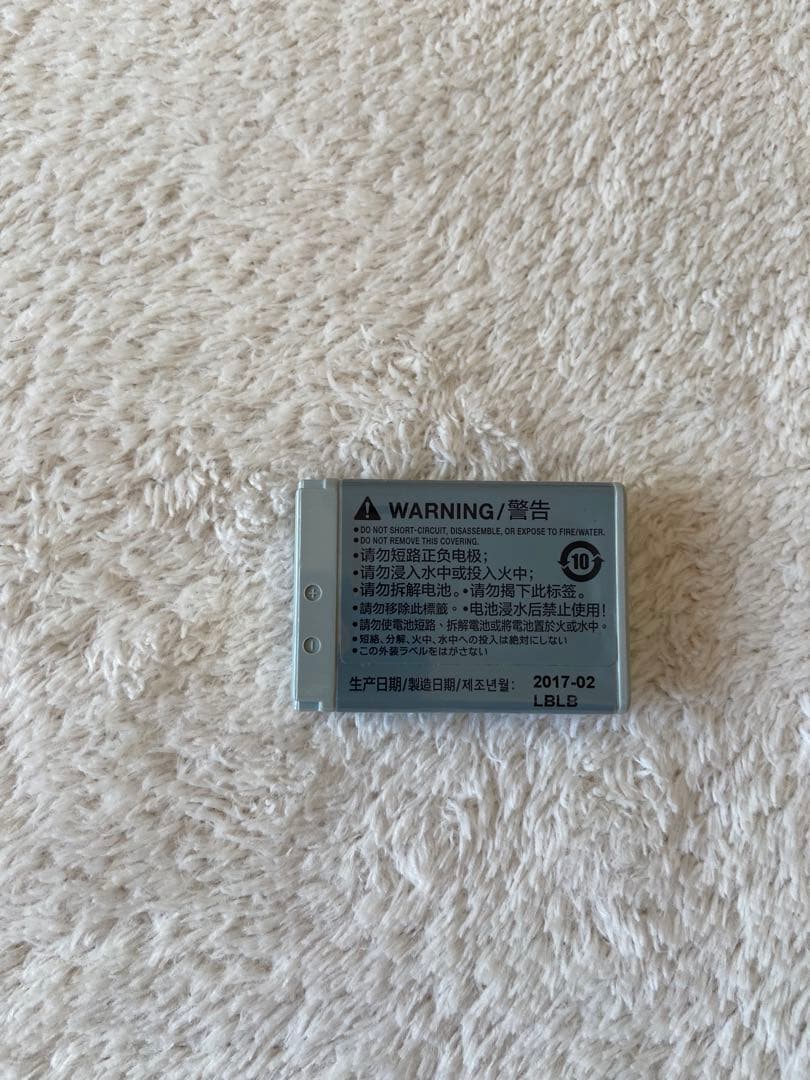 WARNING/警告
•DO NOT SHORT-CIRCUIT, DISASSEMBLE, OR EXPOSE TO FIRE/WATER.
•DO NOT REMOVE THIS COVERING.
•请勿短路正负电极；
•请勿浸入水中或投入火中；
•请勿拆解电池。•请勿揭下此标签。
•請勿移除此標籤。•电池浸水后禁止使用！
•請勿使電池短路、拆解電池或將電池置於火或水中。
•短絡、分解、火中、水中への投入は絶対にしない
•この外装ラベルをはがさない
10
生产日期/製造日期/제조년월: 2017-02
LBLB